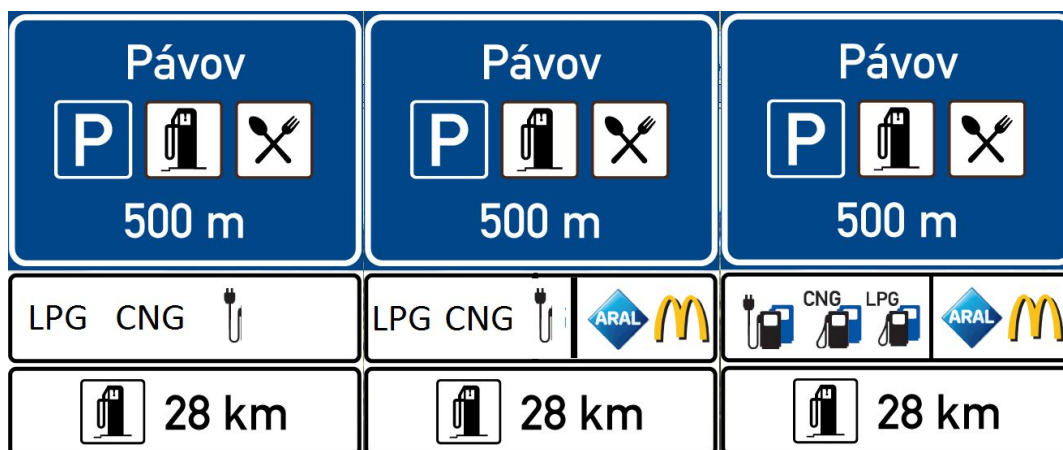 Pávov
P
500 m
LPG CNG
28 km
Pávov
P
500 m
LPG CNG ARAL
28 km
Pávov
P
500 m
CNG LPG ARAL
28 km